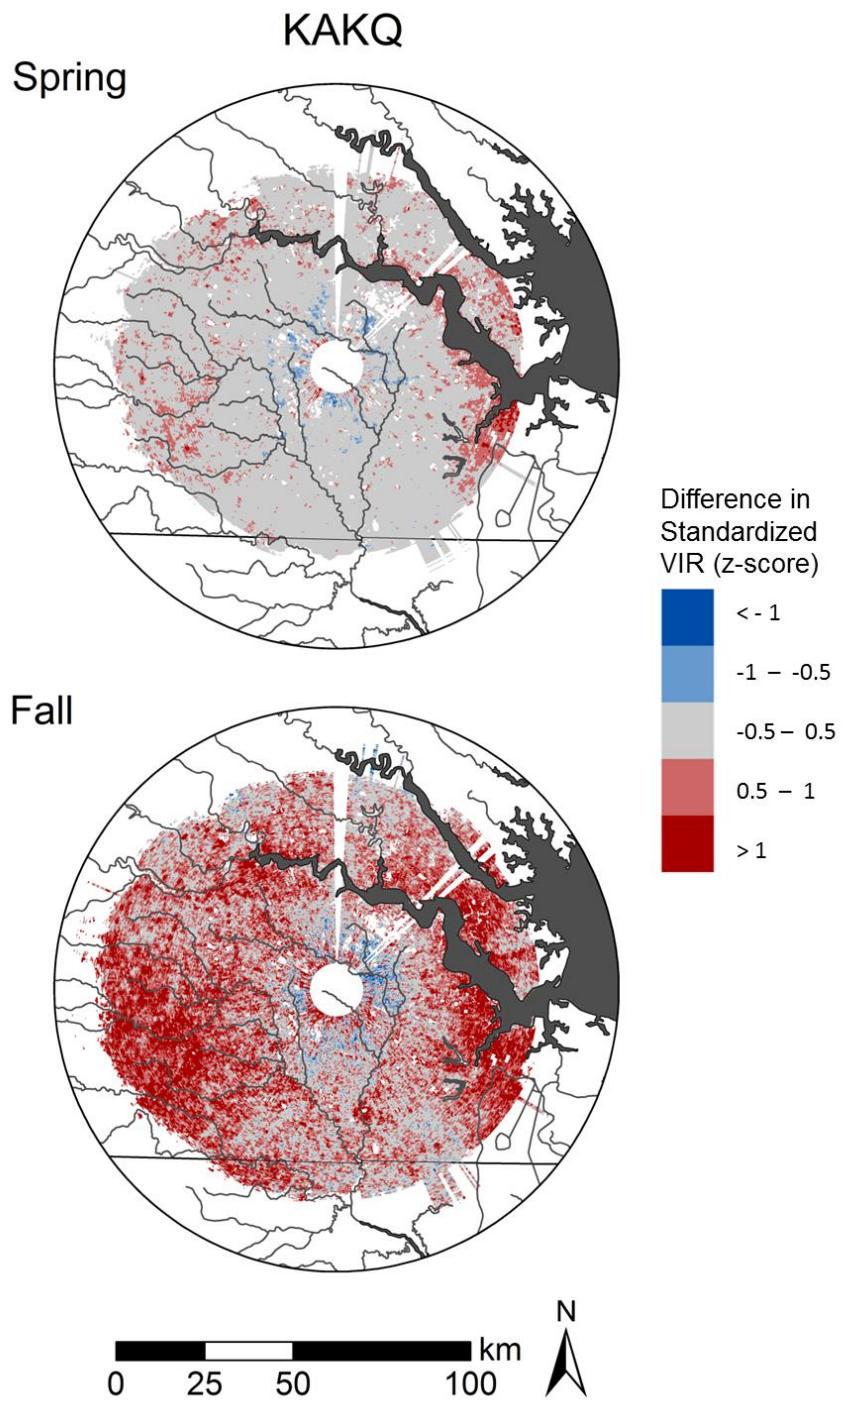 KAKQ
Spring
Difference in
Standardized
VIR (z-score)
< - 1
-1 – -0.5
-0.5 – 0.5
0.5 – 1
> 1
Fall
km
0 25 50 100
N